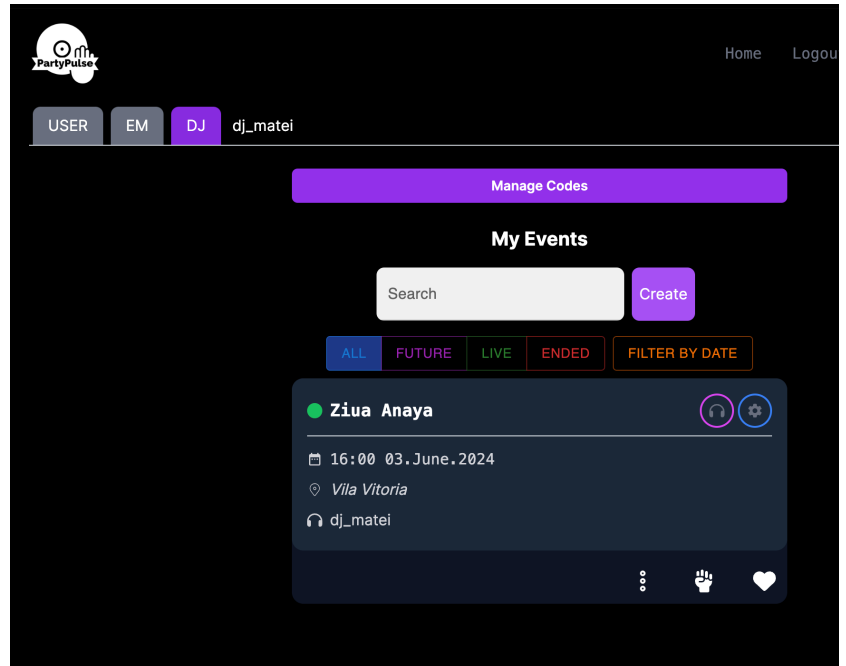 PartyPulse
Home Logou
USER EM DJ dj_matei
Manage Codes
My Events
Search Create
ALL FUTURE LIVE ENDED FILTER BY DATE
Ziua Anaya
16:00 03.June.2024
Vila Vitoria
dj_matei